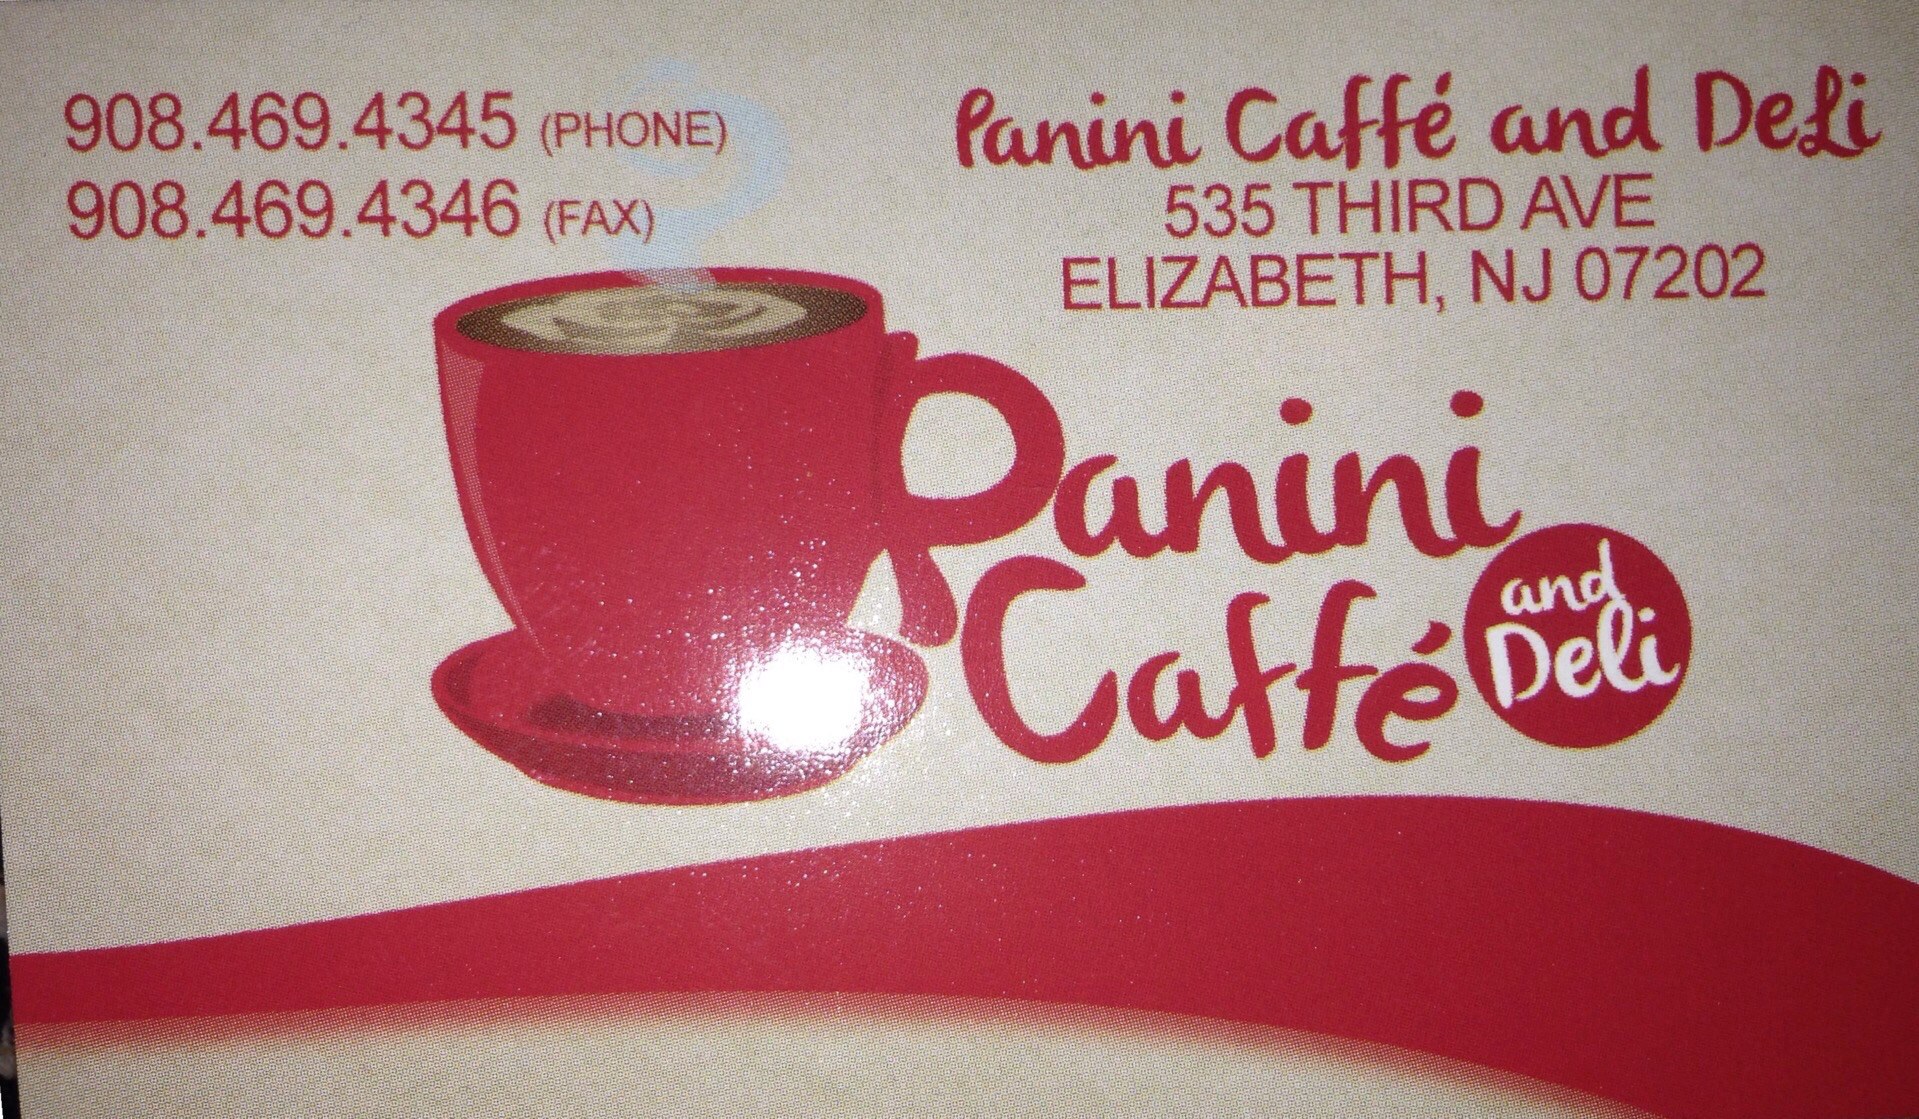 908.469.4345 (PHONE)
908.469.4346 (FAX)
Panini Caffé and Deli
535 THIRD AVE
ELIZABETH, NJ 07202
Panini
Caffé
and
Deli